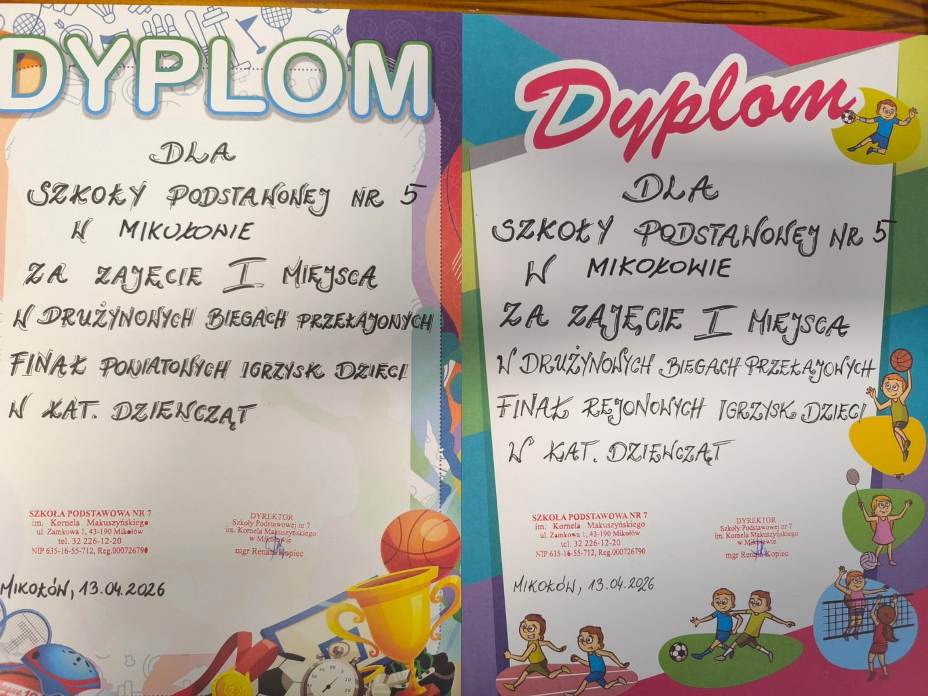 DYPLOM
DLA
SZKOŁY PODSTAWOWEJ NR 5
W MIKOŁOWIE
ZA ZAJĘCIE I MIEJSCA
W DRUŻYNOWYCH BIEGACH PRZEŁAJOWYCH
FINAŁ POWIATOWYCH IGRZYSK DZIECI
W KAT. DZIEWCZĄT
SZKOŁA PODSTAWOWA NR 7
im. Kornela Makuszyńskiego
ul. Zamkowa 1, 43-190 Mikołów
tel. 32 226-12-20
NIP 635-16-55-712, Reg.000726790
DYREKTOR
Szkoły Podstawowej nr 7
im. Kornela Makuszyńskiego
w Mikołowie
mgr Renata Kopiec
MIKOŁÓW, 13.04.2026
Dyplom
DLA
SZKOŁY PODSTAWOWEJ NR 5
W MIKOŁOWIE
ZA ZAJĘCIE I MIEJSCA
W DRUŻYNOWYCH BIEGACH PRZEŁAJOWYCH
FINAŁ REJONOWYCH IGRZYSK DZIECI
W KAT. DZIEWCZĄT
SZKOŁA PODSTAWOWA NR 7
im. Kornela Makuszyńskiego
ul. Zamkowa 1, 43-190 Mikołów
tel. 32 226-12-20
NIP 635-16-55-712, Reg.000726790
DYREKTOR
Szkoły Podstawowej nr 7
im. Kornela Makuszyńskiego
w Mikołowie
mgr Renata Kopiec
MIKOŁÓW, 13.04.2026